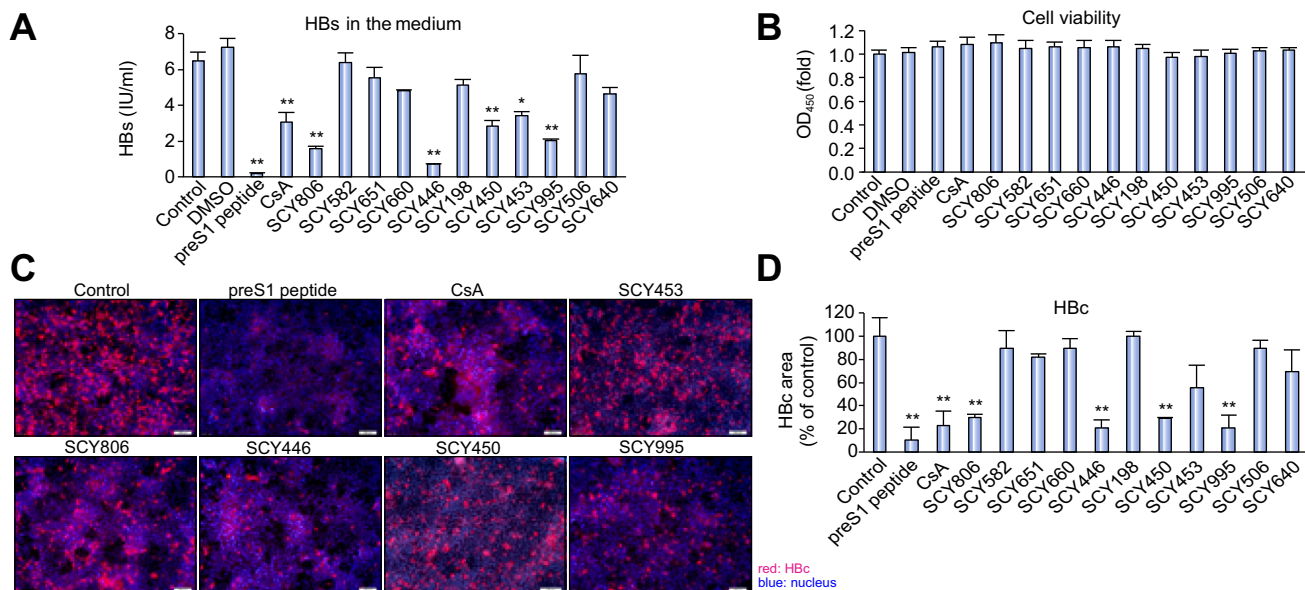 A
HBs in the medium
HBs (IU/ml)
8
6
4
2
0
**
**
**
**
**
*
**
Control
DMSO
preS1 peptide
CsA
SCY806
SCY582
SCY651
SCY660
SCY446
SCY198
SCY450
SCY453
SCY995
SCY506
SCY640
B
Cell viability
OD450 (fold)
1.2
1.0
0.8
0.6
0.4
0.2
0.0
Control
DMSO
preS1 peptide
CsA
SCY806
SCY582
SCY651
SCY660
SCY446
SCY198
SCY450
SCY453
SCY995
SCY506
SCY640
C
Control
preS1 peptide
CsA
SCY453
SCY806
SCY446
SCY450
SCY995
red: HBc
blue: nucleus
D
HBc
HBc area
(% of control)
120
100
80
60
40
20
0
**
**
**
**
**
**
Control
preS1 peptide
CsA
SCY806
SCY582
SCY651
SCY660
SCY446
SCY198
SCY450
SCY453
SCY995
SCY506
SCY640